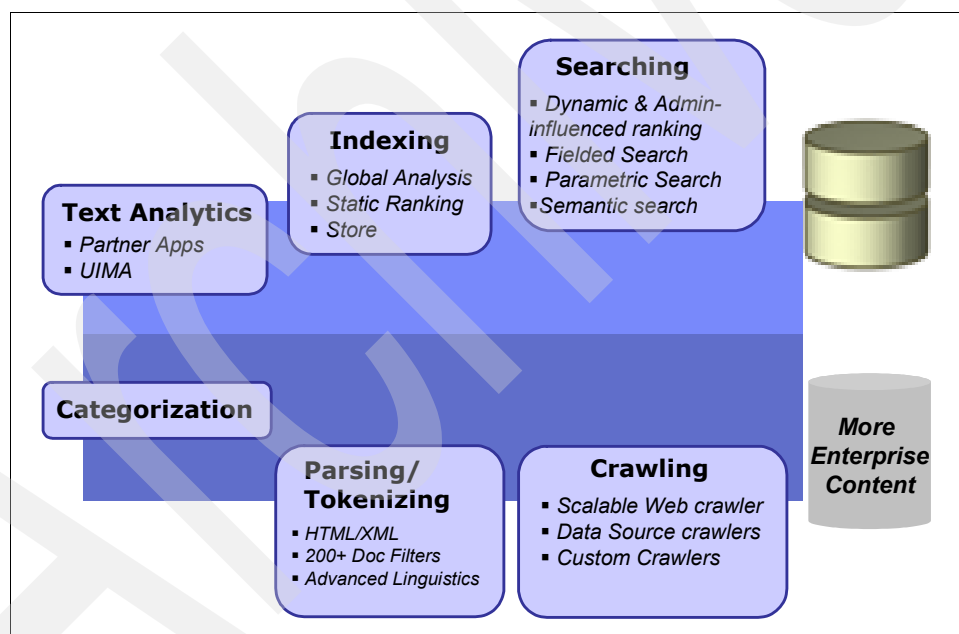 Searching
▪ Dynamic & Admin-
influenced ranking
▪ Fielded Search
▪ Parametric Search
▪Semantic search
Indexing
▪ Global Analysis
▪ Static Ranking
▪ Store
Text Analytics
▪ Partner Apps
▪ UIMA
Categorization
Parsing/
Tokenizing
▪ HTML/XML
▪ 200+ Doc Filters
▪ Advanced Linguistics
Crawling
▪ Scalable Web crawler
▪ Data Source crawlers
▪ Custom Crawlers
More
Enterprise
Content